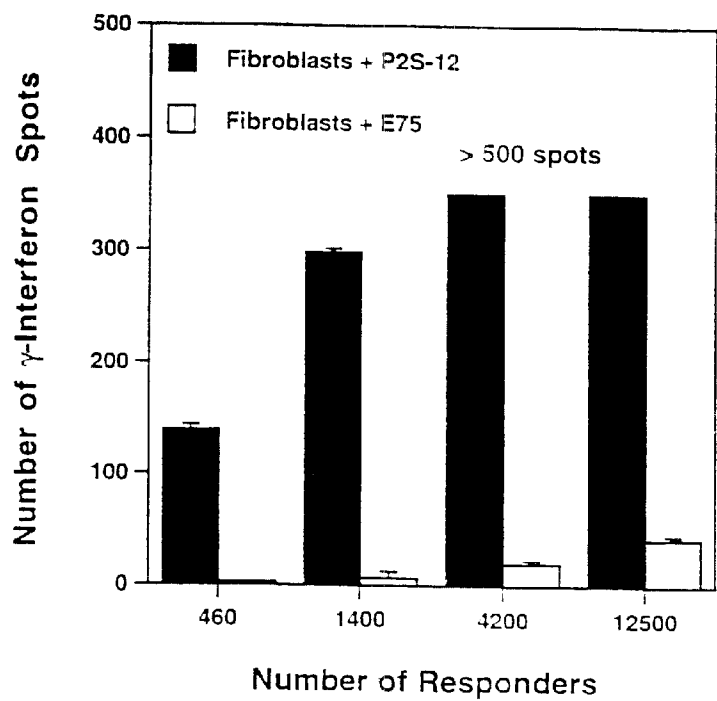 500
Fibroblasts + P2S-12
Fibroblasts + E75
400
> 500 spots
300
200
100
0
460
1400
4200
12500
Number of Responders
Number of γ-Interferon Spots